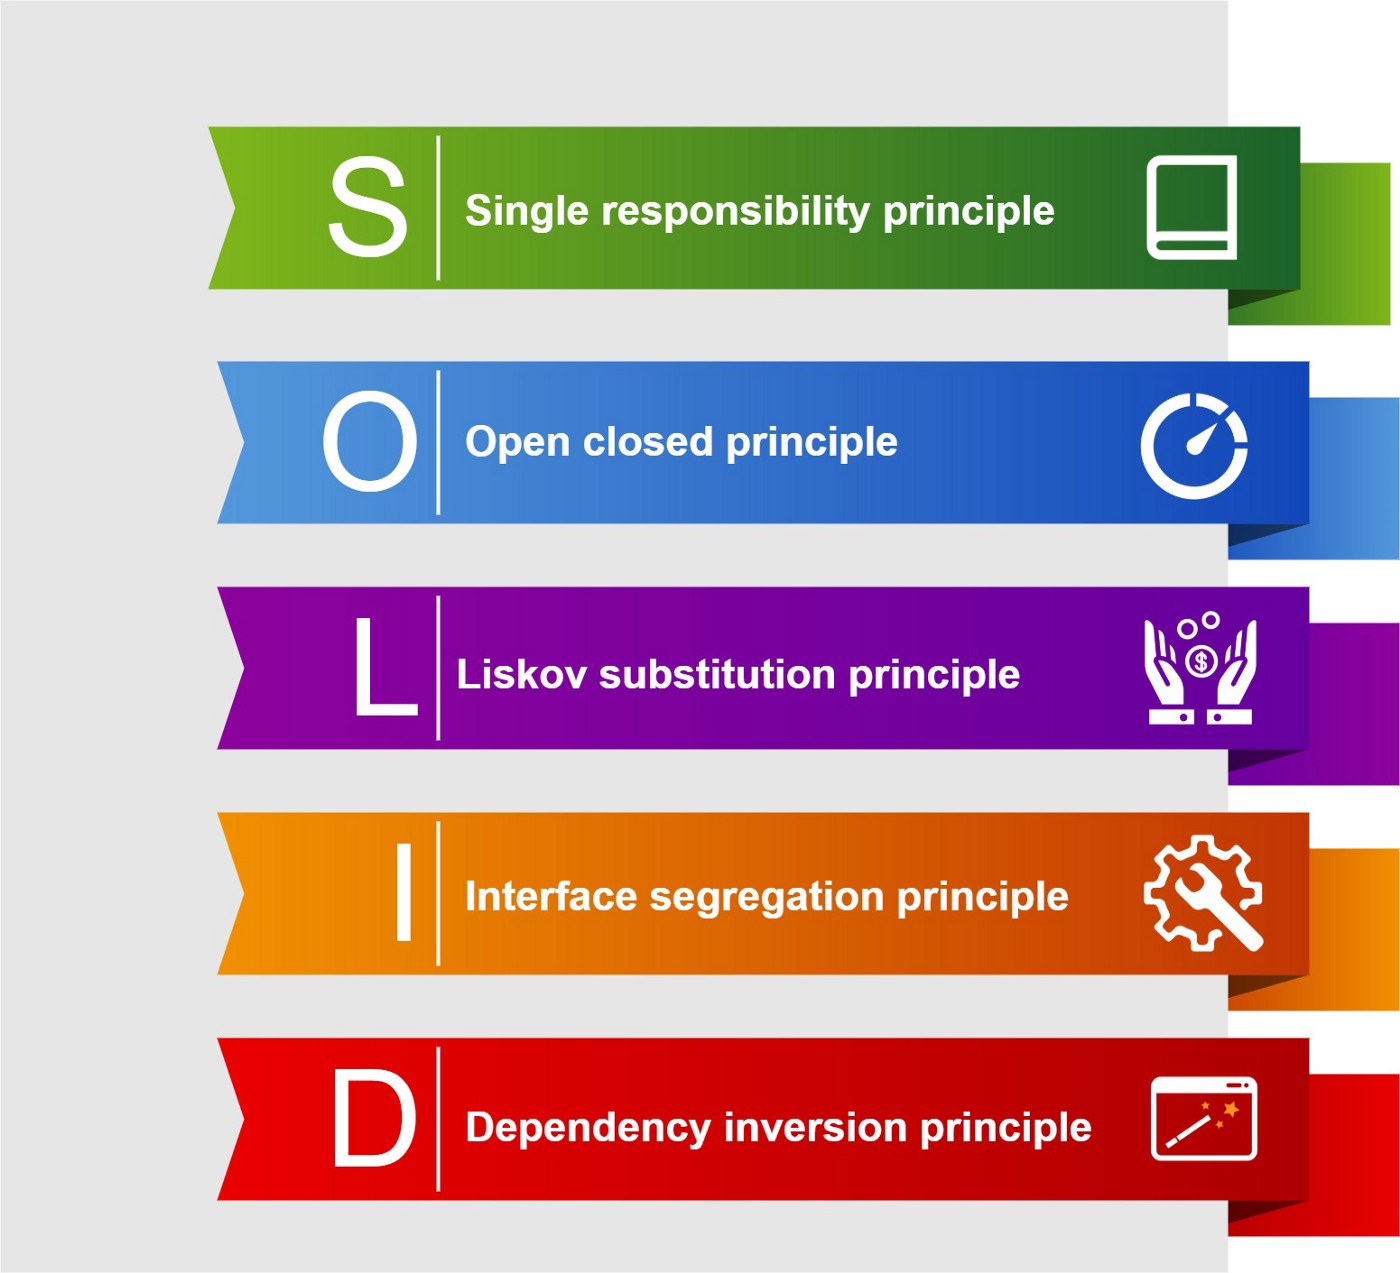 S
Single responsibility principle
O
Open closed principle
L
Liskov substitution principle
$
I
Interface segregation principle
D
Dependency inversion principle